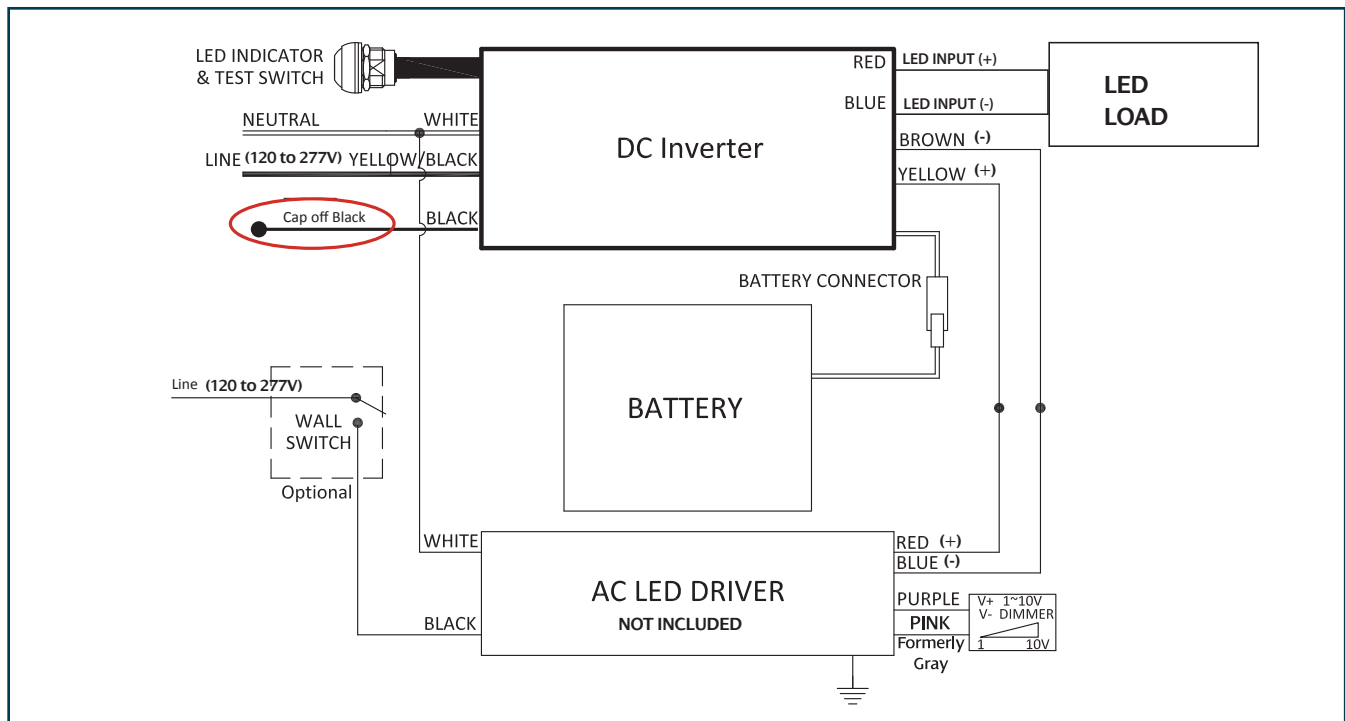 LED INDICATOR
& TEST SWITCH
RED
LED INPUT (+)
LED
LOAD
BLUE
LED INPUT (-)
NEUTRAL
WHITE
DC Inverter
BROWN (-)
LINE (120 to 277V)
YELLOW/BLACK
YELLOW (+)
Cap off Black
BLACK
BATTERY CONNECTOR
Line (120 to 277V)
WALL
SWITCH
Optional
BATTERY
WHITE
RED (+)
BLUE (-)
AC LED DRIVER
NOT INCLUDED
BLACK
PURPLE
PINK
Formerly
Gray
V+ 1~10V
V- DIMMER
1 10V